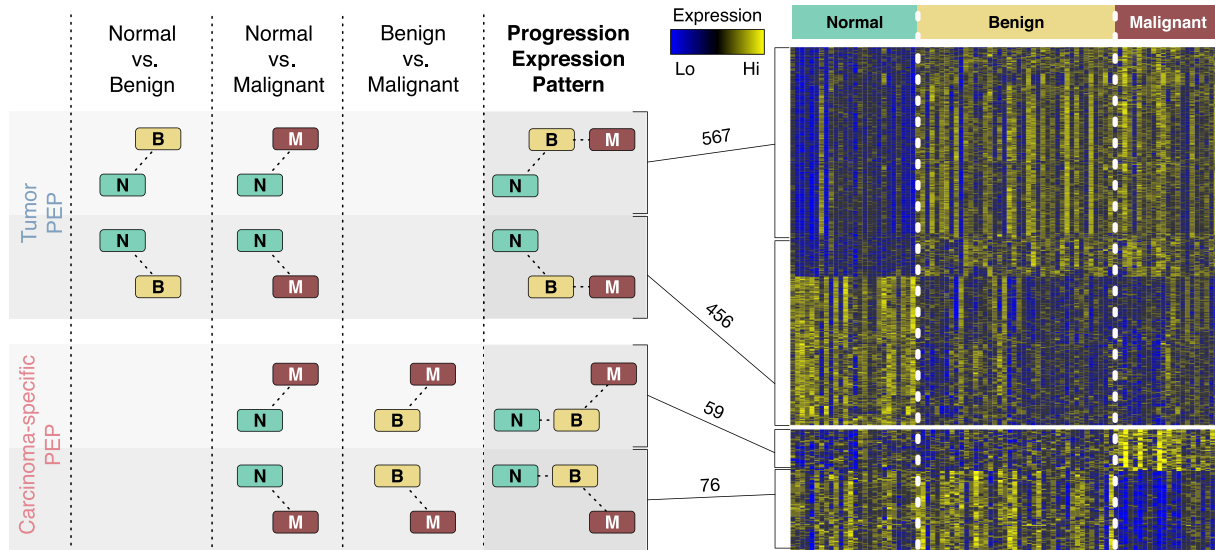 Normal
vs.
Benign
Normal
vs.
Malignant
Benign
vs.
Malignant
Progression
Expression
Pattern
Expression
Lo Hi
Normal Benign Malignant
Tumor
PEP
B M B M
N N N
567
N N N
B M B M
456
Carcinoma-specific
PEP
M M M
N B N B
59
N B N B
M M M
76